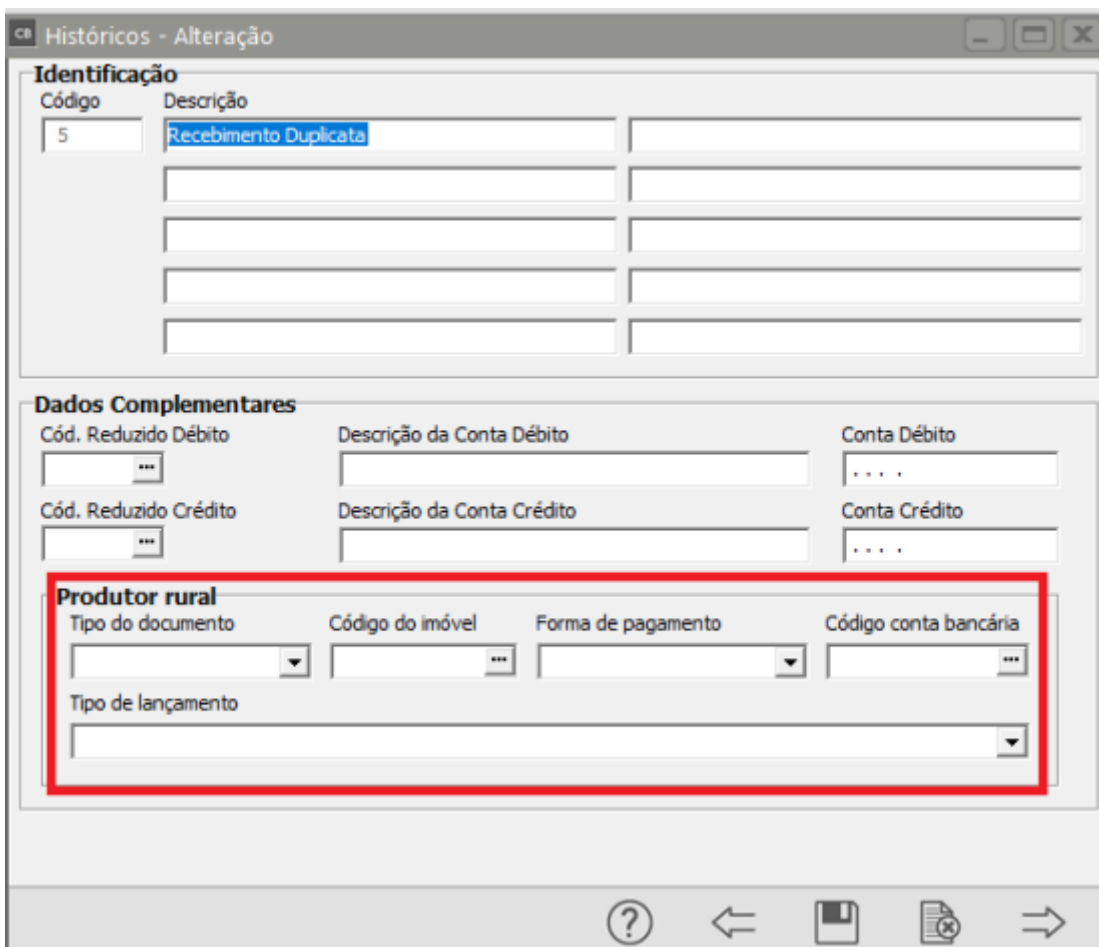 CB Históricos - Alteração
Identificação
Código Descrição
5 Recebimento Duplicata
Dados Complementares
Cód. Reduzido Débito Descrição da Conta Débito Conta Débito
... . . . .
Cód. Reduzido Crédito Descrição da Conta Crédito Conta Crédito
... . . . .
Produtor rural
Tipo do documento Código do imóvel Forma de pagamento Código conta bancária
... ...
Tipo de lançamento
?